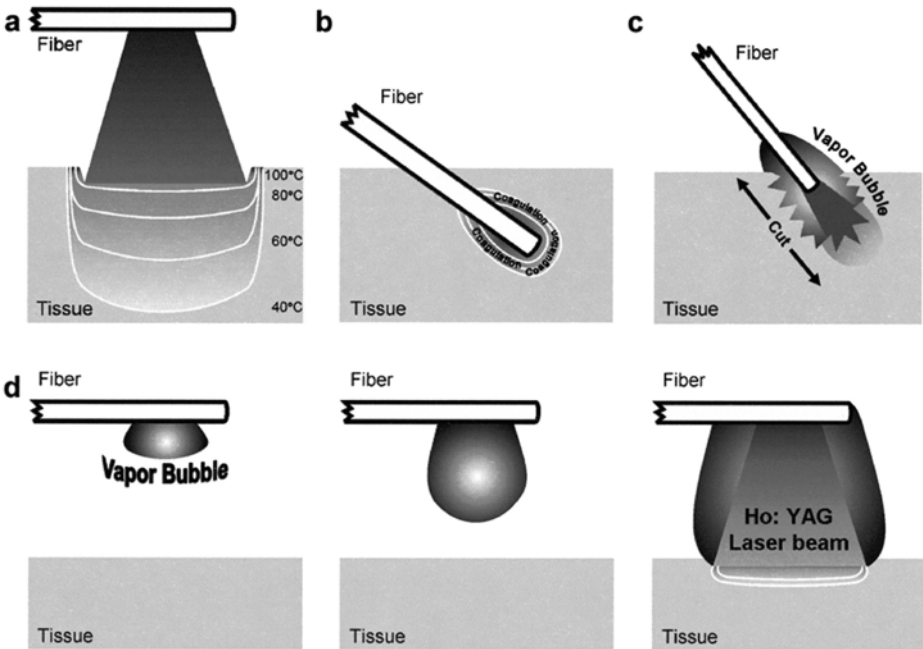 a
Fiber
100°C
80°C
60°C
40°C
Tissue
b
Fiber
Coagulation
Coagulation
Coagulation
Tissue
c
Fiber
Vapor Bubble
Cut
Tissue
d
Fiber
Vapor Bubble
Tissue
Fiber
Tissue
Fiber
Ho: YAG
Laser beam
Tissue